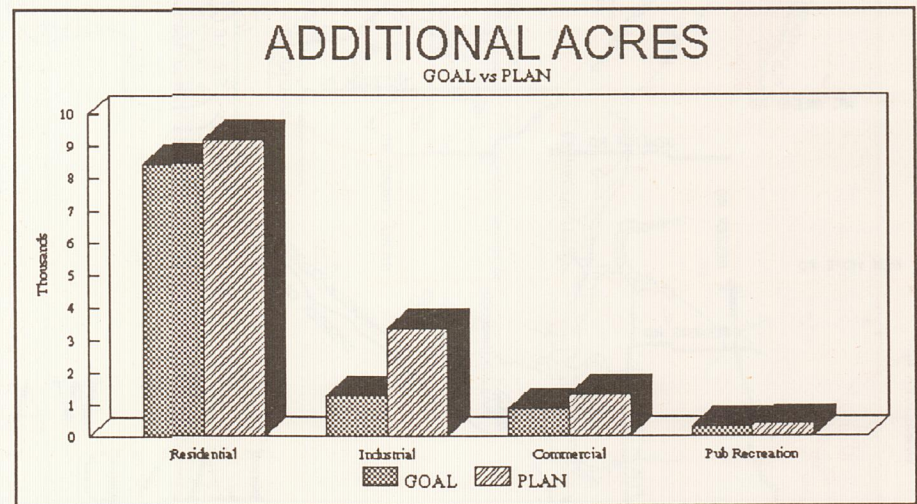 ADDITIONAL ACRES
GOAL vs PLAN
10
9
8
7
6
5
4
3
2
1
0
Thousands
Residential Industrial Commercial Pub Recreation
GOAL PLAN